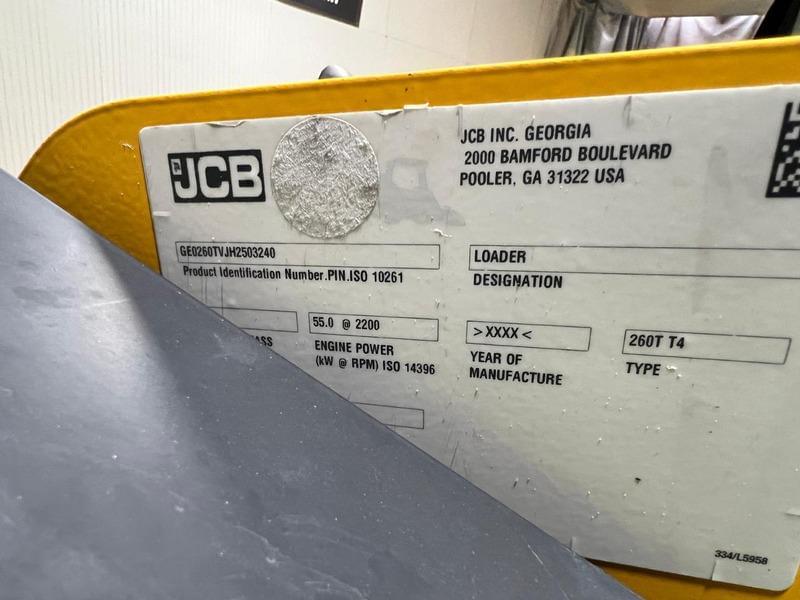 JCB
JCB INC. GEORGIA
2000 BAMFORD BOULEVARD
POOLER, GA 31322 USA
GEO260TVJH2503240
Product Identification Number.PIN.ISO 10261
LOADER
DESIGNATION
55.0 @ 2200
ENGINE POWER
(kW @ RPM) ISO 14396
>XXXX<
YEAR OF
MANUFACTURE
260T T4
TYPE
334/L5958